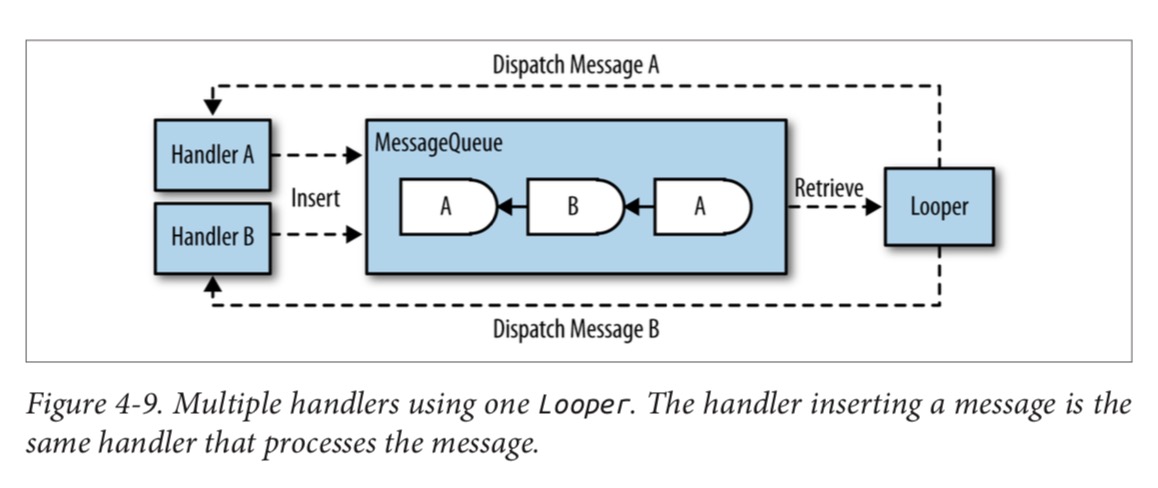 Dispatch Message A
Handler A
MessageQueue
Insert
A
B
A
Retrieve
Looper
Handler B
Dispatch Message B
Figure 4-9. Multiple handlers using one Looper. The handler inserting a message is the
same handler that processes the message.